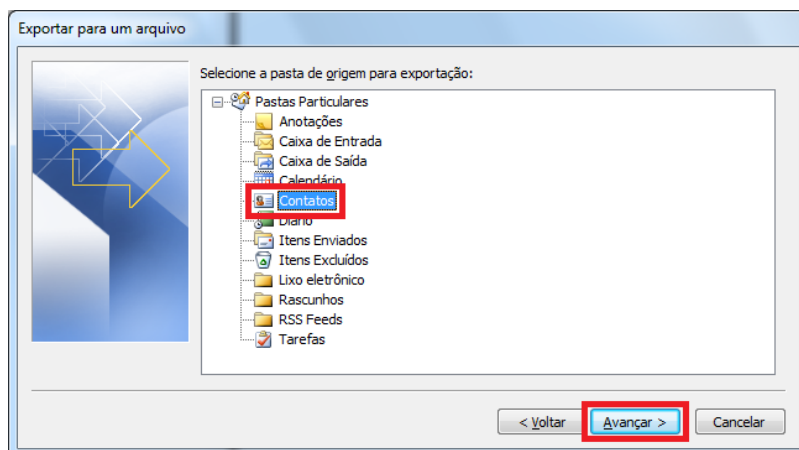 Exportar para um arquivo
Selecione a pasta de origem para exportação:
Pastas Particulares
Anotações
Caixa de Entrada
Caixa de Saída
Calendário
Contatos
Diário
Itens Enviados
Itens Excluídos
Lixo eletrônico
Rascunhos
RSS Feeds
Tarefas
< Voltar
Avançar >
Cancelar